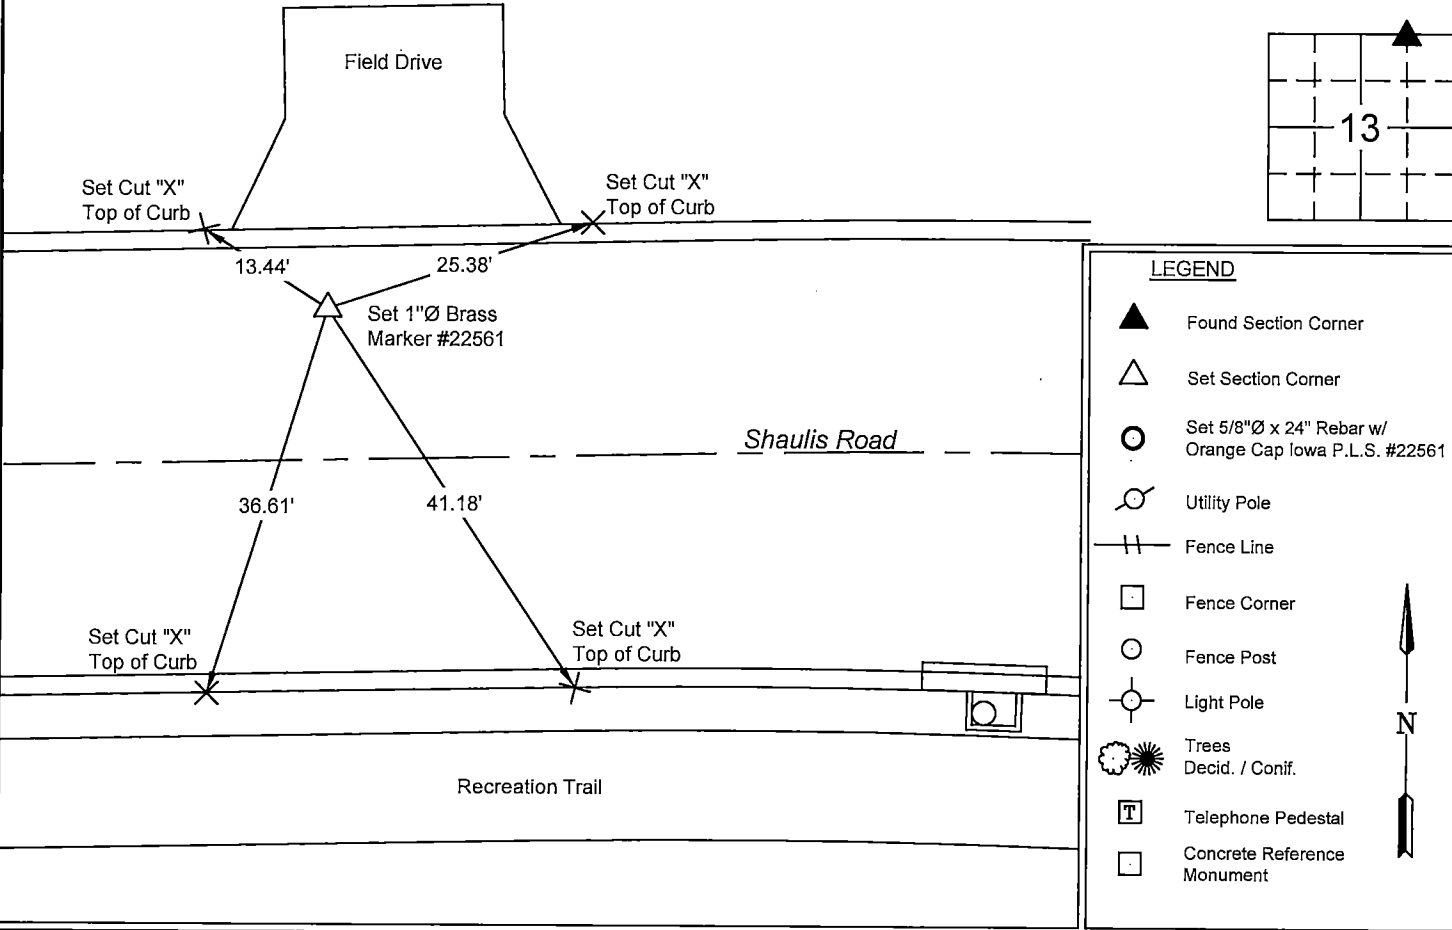 Field Drive
13
Set Cut "X"
Top of Curb
Set Cut "X"
Top of Curb
13.44'
25.38'
Set 1"Ø Brass
Marker #22561
Shaulis Road
36.61'
41.18'
Set Cut "X"
Top of Curb
Set Cut "X"
Top of Curb
Recreation Trail
LEGEND
Found Section Corner
Set Section Corner
Set 5/8"Ø x 24" Rebar w/
Orange Cap Iowa P.L.S. #22561
Utility Pole
Fence Line
Fence Corner
Fence Post
Light Pole
Trees
Decid. / Conif.
T
Telephone Pedestal
Concrete Reference
Monument
N